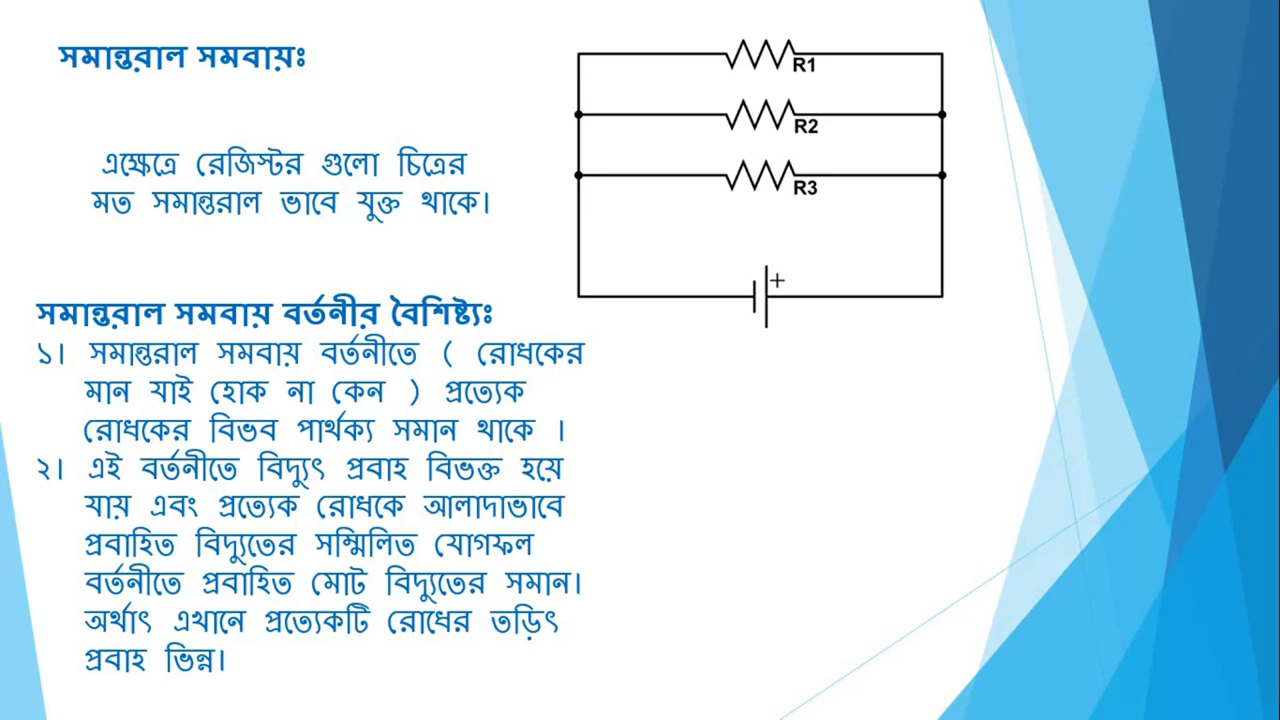 সমান্তরাল সমবায়ঃ
এক্ষেত্রে রেজিস্টর গুলো চিত্রের
মত সমান্তরাল ভাবে যুক্ত থাকে।
R1
R2
R3
+
সমান্তরাল সমবায় বর্তনীর বৈশিষ্ট্যঃ
১। সমান্তরাল সমবায় বর্তনীতে ( রোধকের
মান যাই হোক না কেন ) প্রত্যেক
রোধকের বিভব পার্থক্য সমান থাকে ।
২। এই বর্তনীতে বিদ্যুৎ প্রবাহ বিভক্ত হয়ে
যায় এবং প্রত্যেক রোধকে আলাদাভাবে
প্রবাহিত বিদ্যুতের সম্মিলিত যোগফল
বর্তনীতে প্রবাহিত মোট বিদ্যুতের সমান।
অর্থাৎ এখানে প্রত্যেকটি রোধের তড়িৎ
প্রবাহ ভিন্ন।